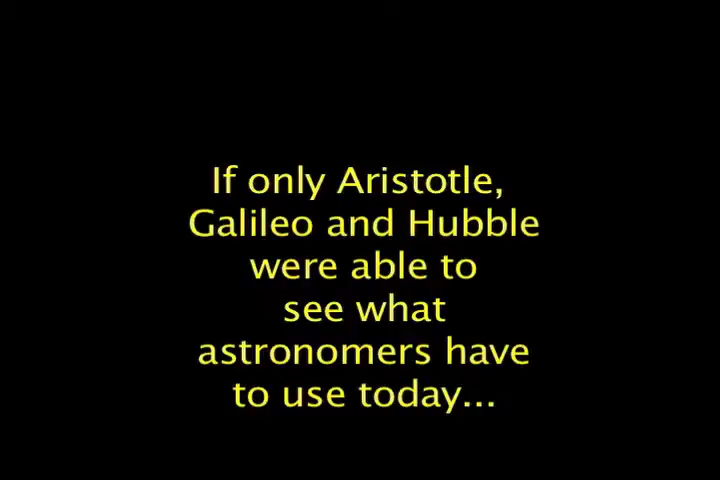 If only Aristotle,
Galileo and Hubble
were able to
see what
astronomers have
to use today...